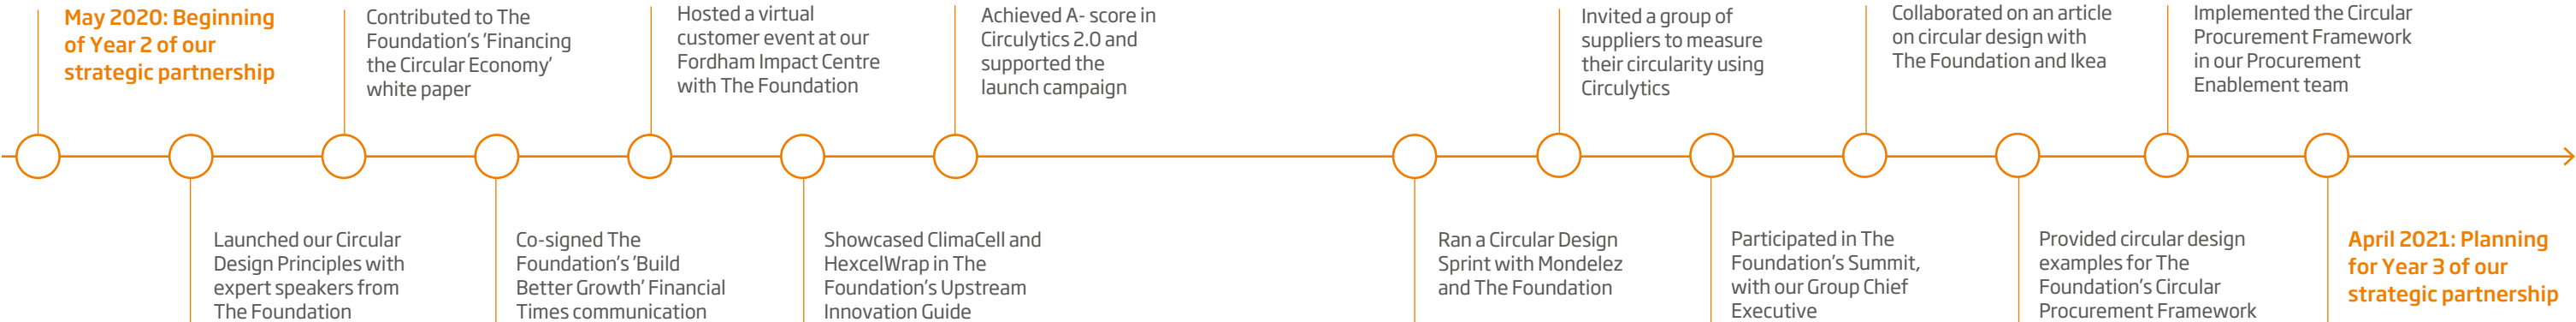 May 2020: Beginning
of Year 2 of our
strategic partnership
Launched our Circular
Design Principles with
expert speakers from
The Foundation
Contributed to The
Foundation's 'Financing
the Circular Economy'
white paper
Co-signed The
Foundation's 'Build
Better Growth' Financial
Times communication
Hosted a virtual
customer event at our
Fordham Impact Centre
with The Foundation
Showcased ClimaCell and
HexcelWrap in The
Foundation's Upstream
Innovation Guide
Achieved A- score in
Circulytics 2.0 and
supported the
launch campaign
Ran a Circular Design
Sprint with Mondelez
and The Foundation
Invited a group of
suppliers to measure
their circularity using
Circulytics
Participated in The
Foundation's Summit,
with our Group Chief
Executive
Collaborated on an article
on circular design with
The Foundation and Ikea
Provided circular design
examples for The
Foundation's Circular
Procurement Framework
Implemented the Circular
Procurement Framework
in our Procurement
Enablement team
April 2021: Planning
for Year 3 of our
strategic partnership